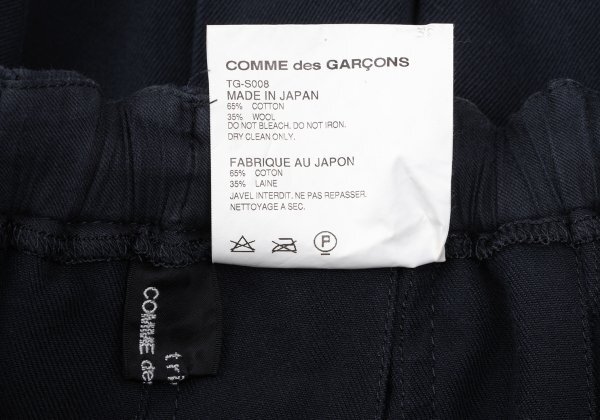 COMME des GARÇONS
TG-S008
MADE IN JAPAN
65% COTTON
35% WOOL
DO NOT BLEACH. DO NOT IRON.
DRY CLEAN ONLY.
FABRIQUE AU JAPON
65% COTON
35% LAINE
JAVEL INTERDIT. NE PAS REPASSER.
NETTOYAGE A SEC.
P
tri
COMME des